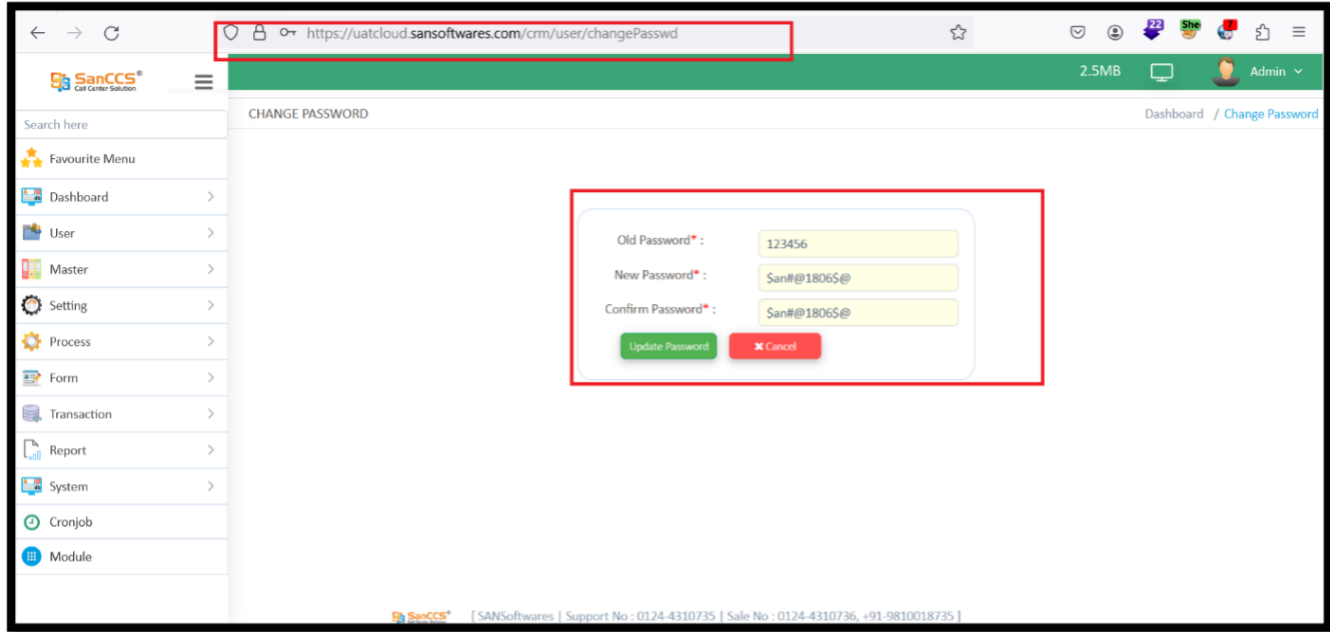 https://uatcloud.sansoftwares.com/crm/user/changePasswd
22
She
7
SanCCS®
Call Center Solution
2.5MB
Admin
Search here
CHANGE PASSWORD
Dashboard / Change Password
Favourite Menu
Dashboard
User
Master
Setting
Process
Form
Transaction
Report
System
Cronjob
Module
Old Password* :
123456
New Password* :
$an#@1806$@
Confirm Password* :
$an#@1806$@
Update Password
✖ Cancel
SanCCS® [ SANSoftwares | Support No : 0124-4310735 | Sale No : 0124-4310736, +91-9810018735 ]